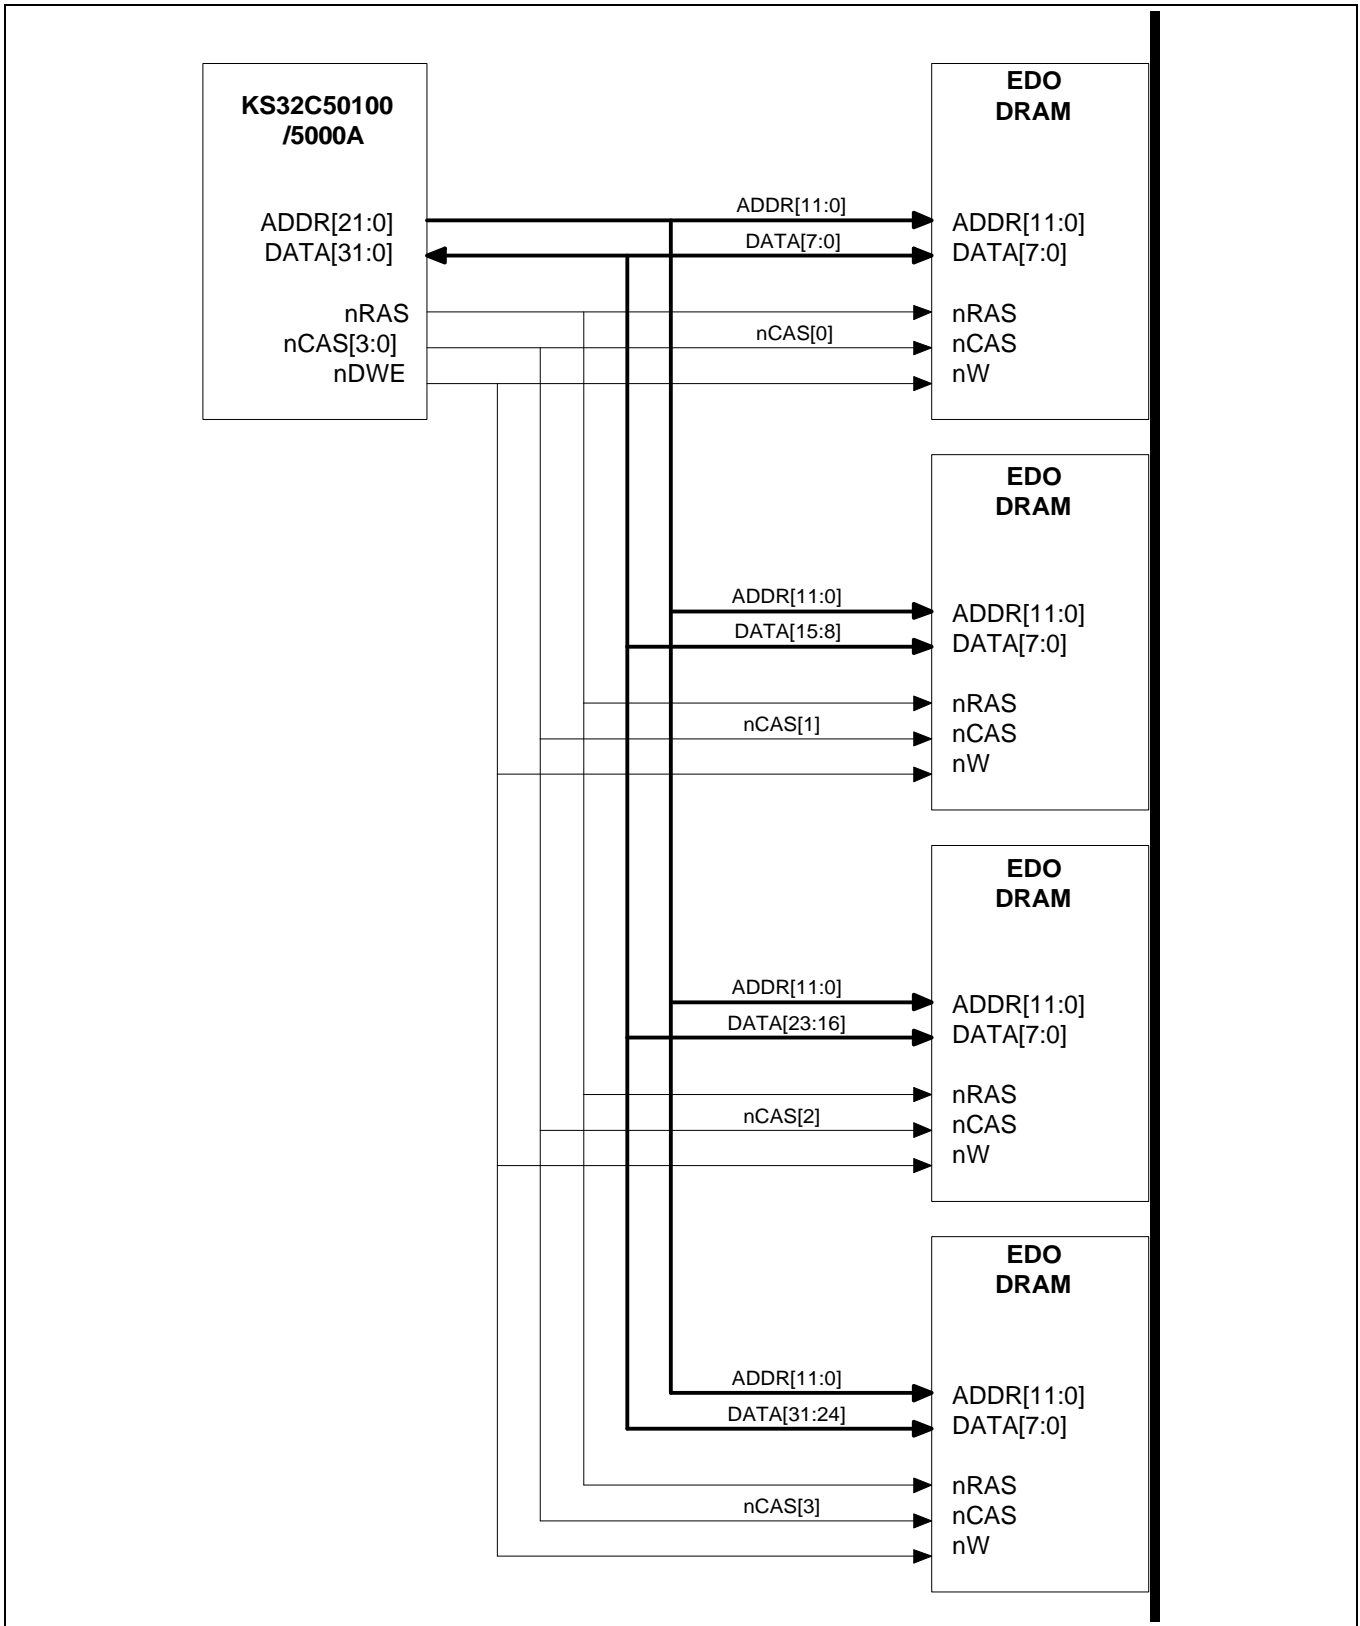 KS32C50100
/5000A
ADDR[21:0]
DATA[31:0]
nRAS
nCAS[3:0]
nDWE
ADDR[11:0]
DATA[7:0]
nCAS[0]
EDO
DRAM
ADDR[11:0]
DATA[7:0]
nRAS
nCAS
nW
ADDR[11:0]
DATA[15:8]
nCAS[1]
EDO
DRAM
ADDR[11:0]
DATA[7:0]
nRAS
nCAS
nW
ADDR[11:0]
DATA[23:16]
nCAS[2]
EDO
DRAM
ADDR[11:0]
DATA[7:0]
nRAS
nCAS
nW
ADDR[11:0]
DATA[31:24]
nCAS[3]
EDO
DRAM
ADDR[11:0]
DATA[7:0]
nRAS
nCAS
nW